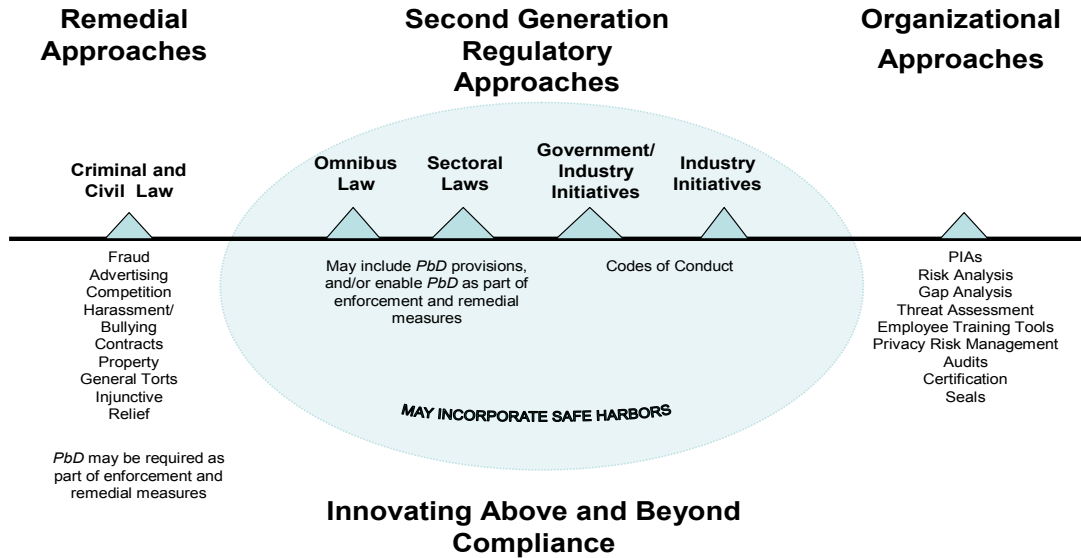 Remedial
Approaches
Second Generation
Regulatory
Approaches
Organizational
Approaches
Criminal and
Civil Law
Omnibus
Law
Sectoral
Laws
Government/
Industry
Initiatives
Industry
Initiatives
Fraud
Advertising
Competition
Harassment/
Bullying
Contracts
Property
General Torts
Injunctive
Relief
PbD may be required as
part of enforcement and
remedial measures
May include PbD provisions,
and/or enable PbD as part of
enforcement and remedial
measures
Codes of Conduct
MAY INCORPORATE SAFE HARBORS
PIAs
Risk Analysis
Gap Analysis
Threat Assessment
Employee Training Tools
Privacy Risk Management
Audits
Certification
Seals
Innovating Above and Beyond
Compliance